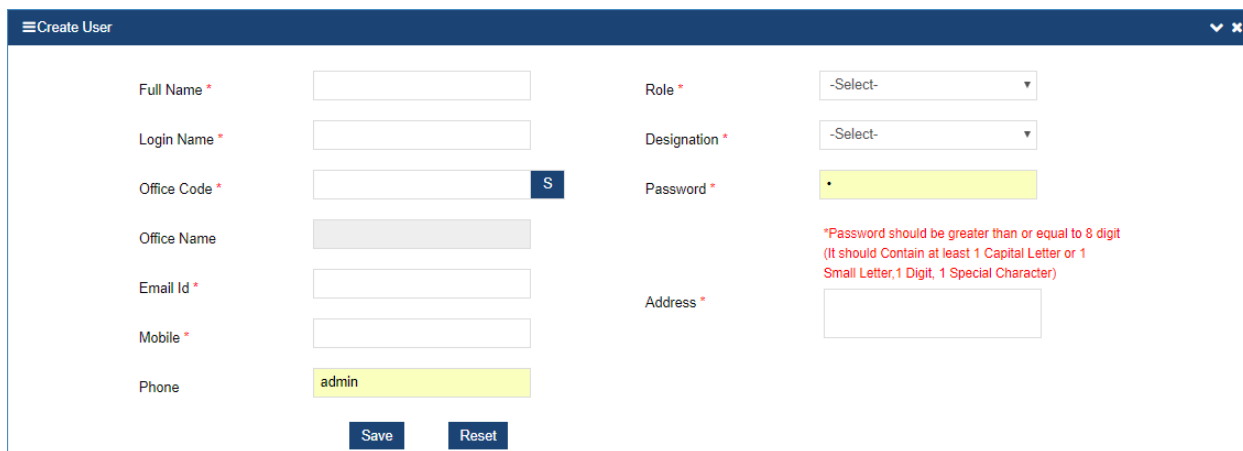 Create User
Full Name *
Role *
-Select-
Login Name *
Designation *
-Select-
Office Code *
S
Password *
•
Office Name
*Password should be greater than or equal to 8 digit
(It should Contain at least 1 Capital Letter or 1
Small Letter,1 Digit, 1 Special Character)
Email Id *
Address *
Mobile *
Phone
admin
Save
Reset